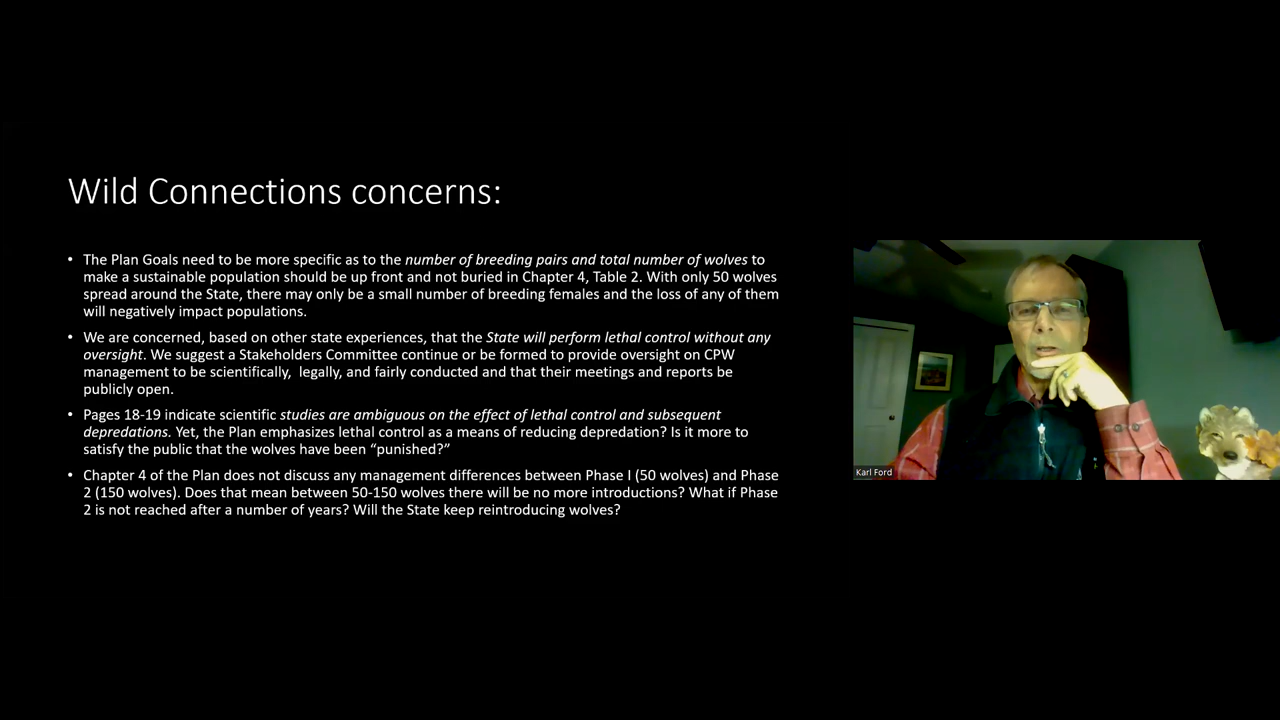 Wild Connections concerns:
• The Plan Goals need to be more specific as to the number of breeding pairs and total number of wolves to
make a sustainable population should be up front and not buried in Chapter 4, Table 2. With only 50 wolves
spread around the State, there may only be a small number of breeding females and the loss of any of them
will negatively impact populations.
• We are concerned, based on other state experiences, that the State will perform lethal control without any
oversight. We suggest a Stakeholders Committee continue or be formed to provide oversight on CPW
management to be scientifically,  legally, and fairly conducted and that their meetings and reports be
publicly open.
• Pages 18-19 indicate scientific studies are ambiguous on the effect of lethal control and subsequent
depredations. Yet, the Plan emphasizes lethal control as a means of reducing depredation? Is it more to
satisfy the public that the wolves have been “punished?”
• Chapter 4 of the Plan does not discuss any management differences between Phase I (50 wolves) and Phase
2 (150 wolves). Does that mean between 50-150 wolves there will be no more introductions? What if Phase
2 is not reached after a number of years? Will the State keep reintroducing wolves?
Karl Ford